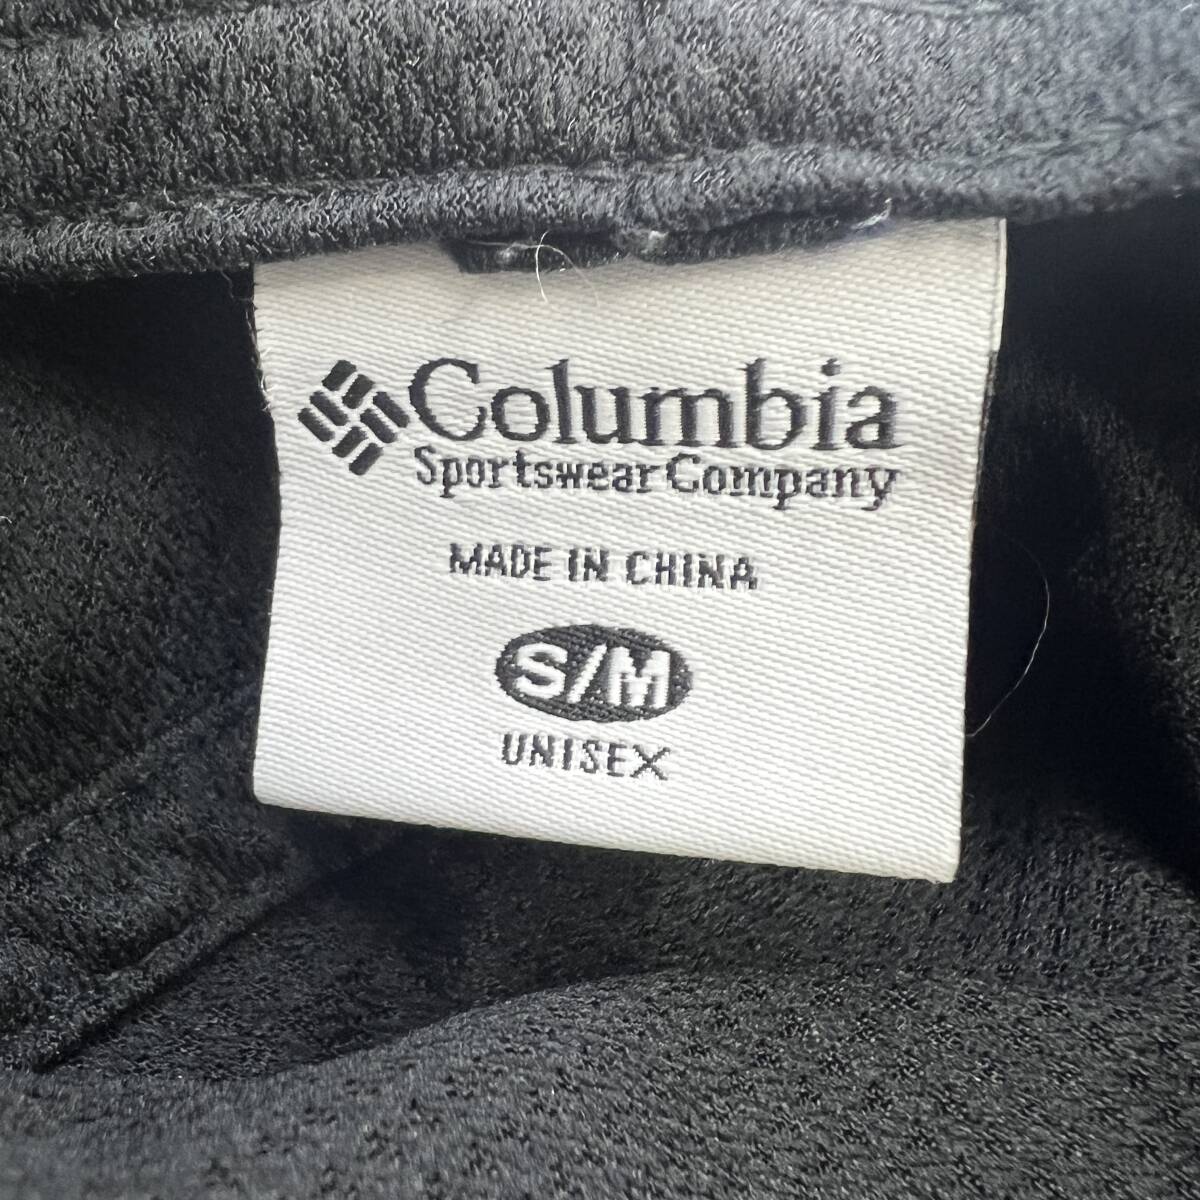 Columbia
Sportswear Company
MADE IN CHINA
S/M
UNISEX